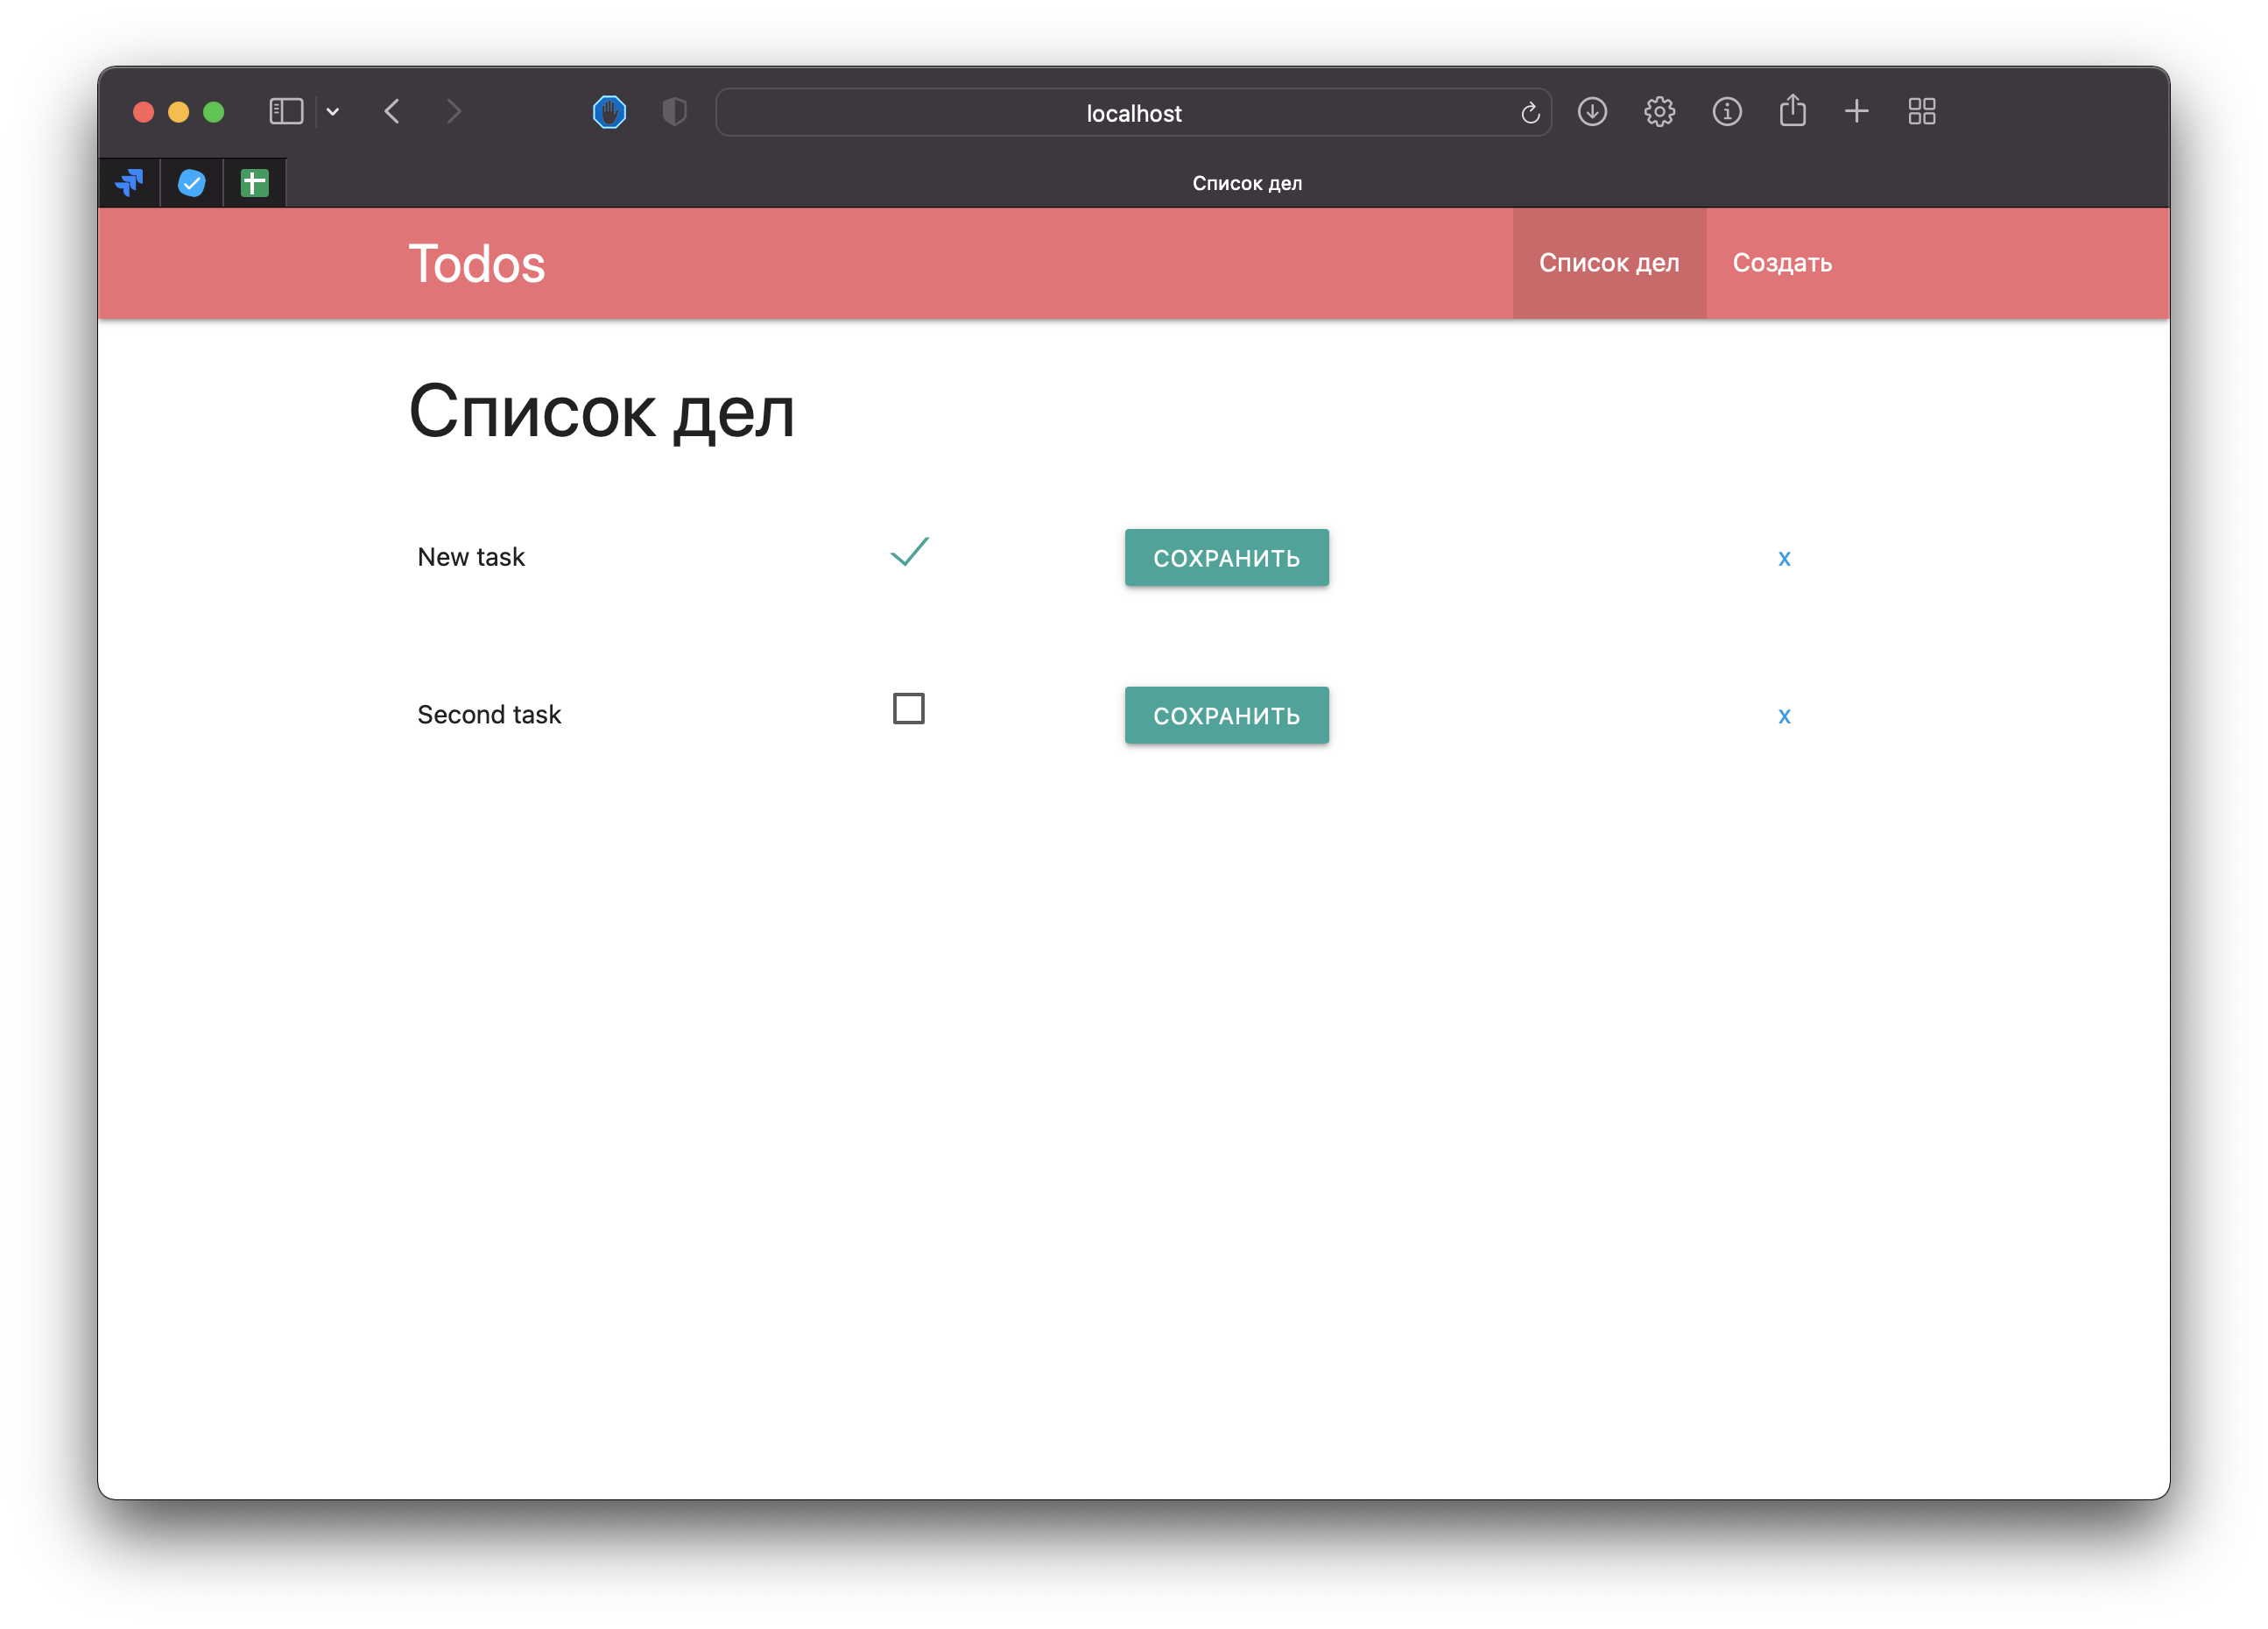 localhost
Список дел
Todos
Список дел
Создать
Список дел
New task
СОХРАНИТЬ
x
Second task
СОХРАНИТЬ
x